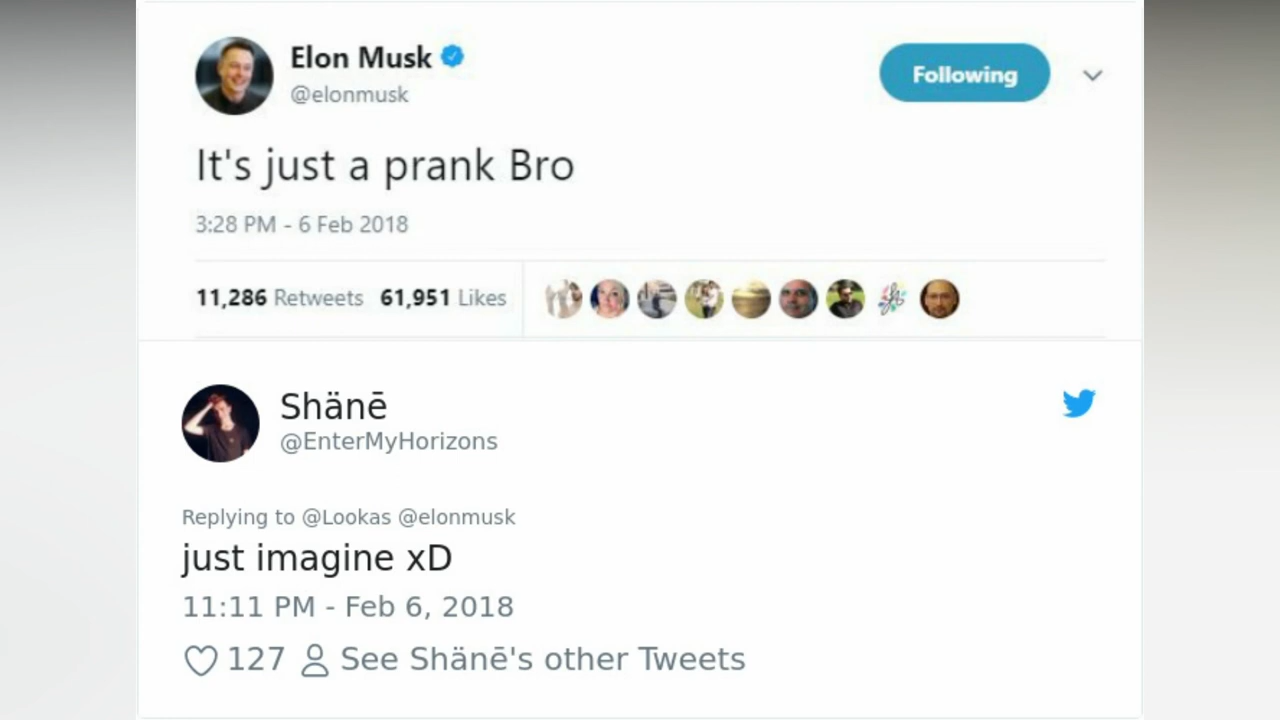 Elon Musk
@elonmusk
Following
It's just a prank Bro
3:28 PM - 6 Feb 2018
11,286 Retweets 61,951 Likes
Shänē
@EnterMyHorizons
Replying to @Lookas @elonmusk
just imagine xD
11:11 PM - Feb 6, 2018
127 See Shänē's other Tweets